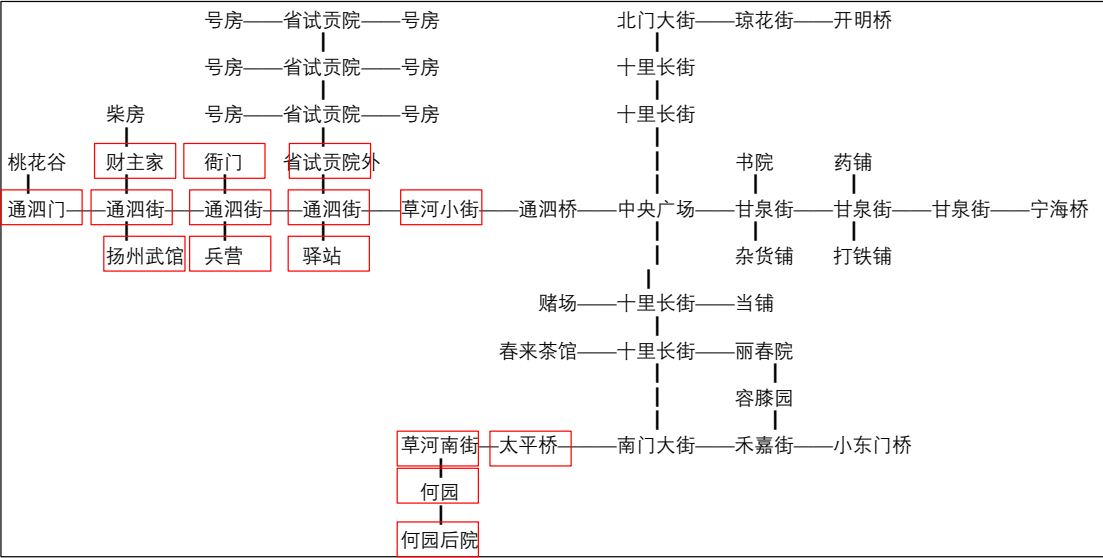 号房——省试贡院——号房 北门大街——琼花街——开明桥
号房——省试贡院——号房 十里长街
柴房 号房——省试贡院——号房 十里长街
桃花谷 财主家 衙门 省试贡院外 书院 药铺
通泗门——通泗街——通泗街——通泗街——草河小街——通泗桥——中央广场——甘泉街——甘泉街——甘泉街——宁海桥
扬州武馆 兵营 驿站 杂货铺 打铁铺
赌场——十里长街——当铺
春来茶馆——十里长街——丽春院
容膝园
草河南街—太平桥——南门大街——禾嘉街——小东门桥
何园
何园后院